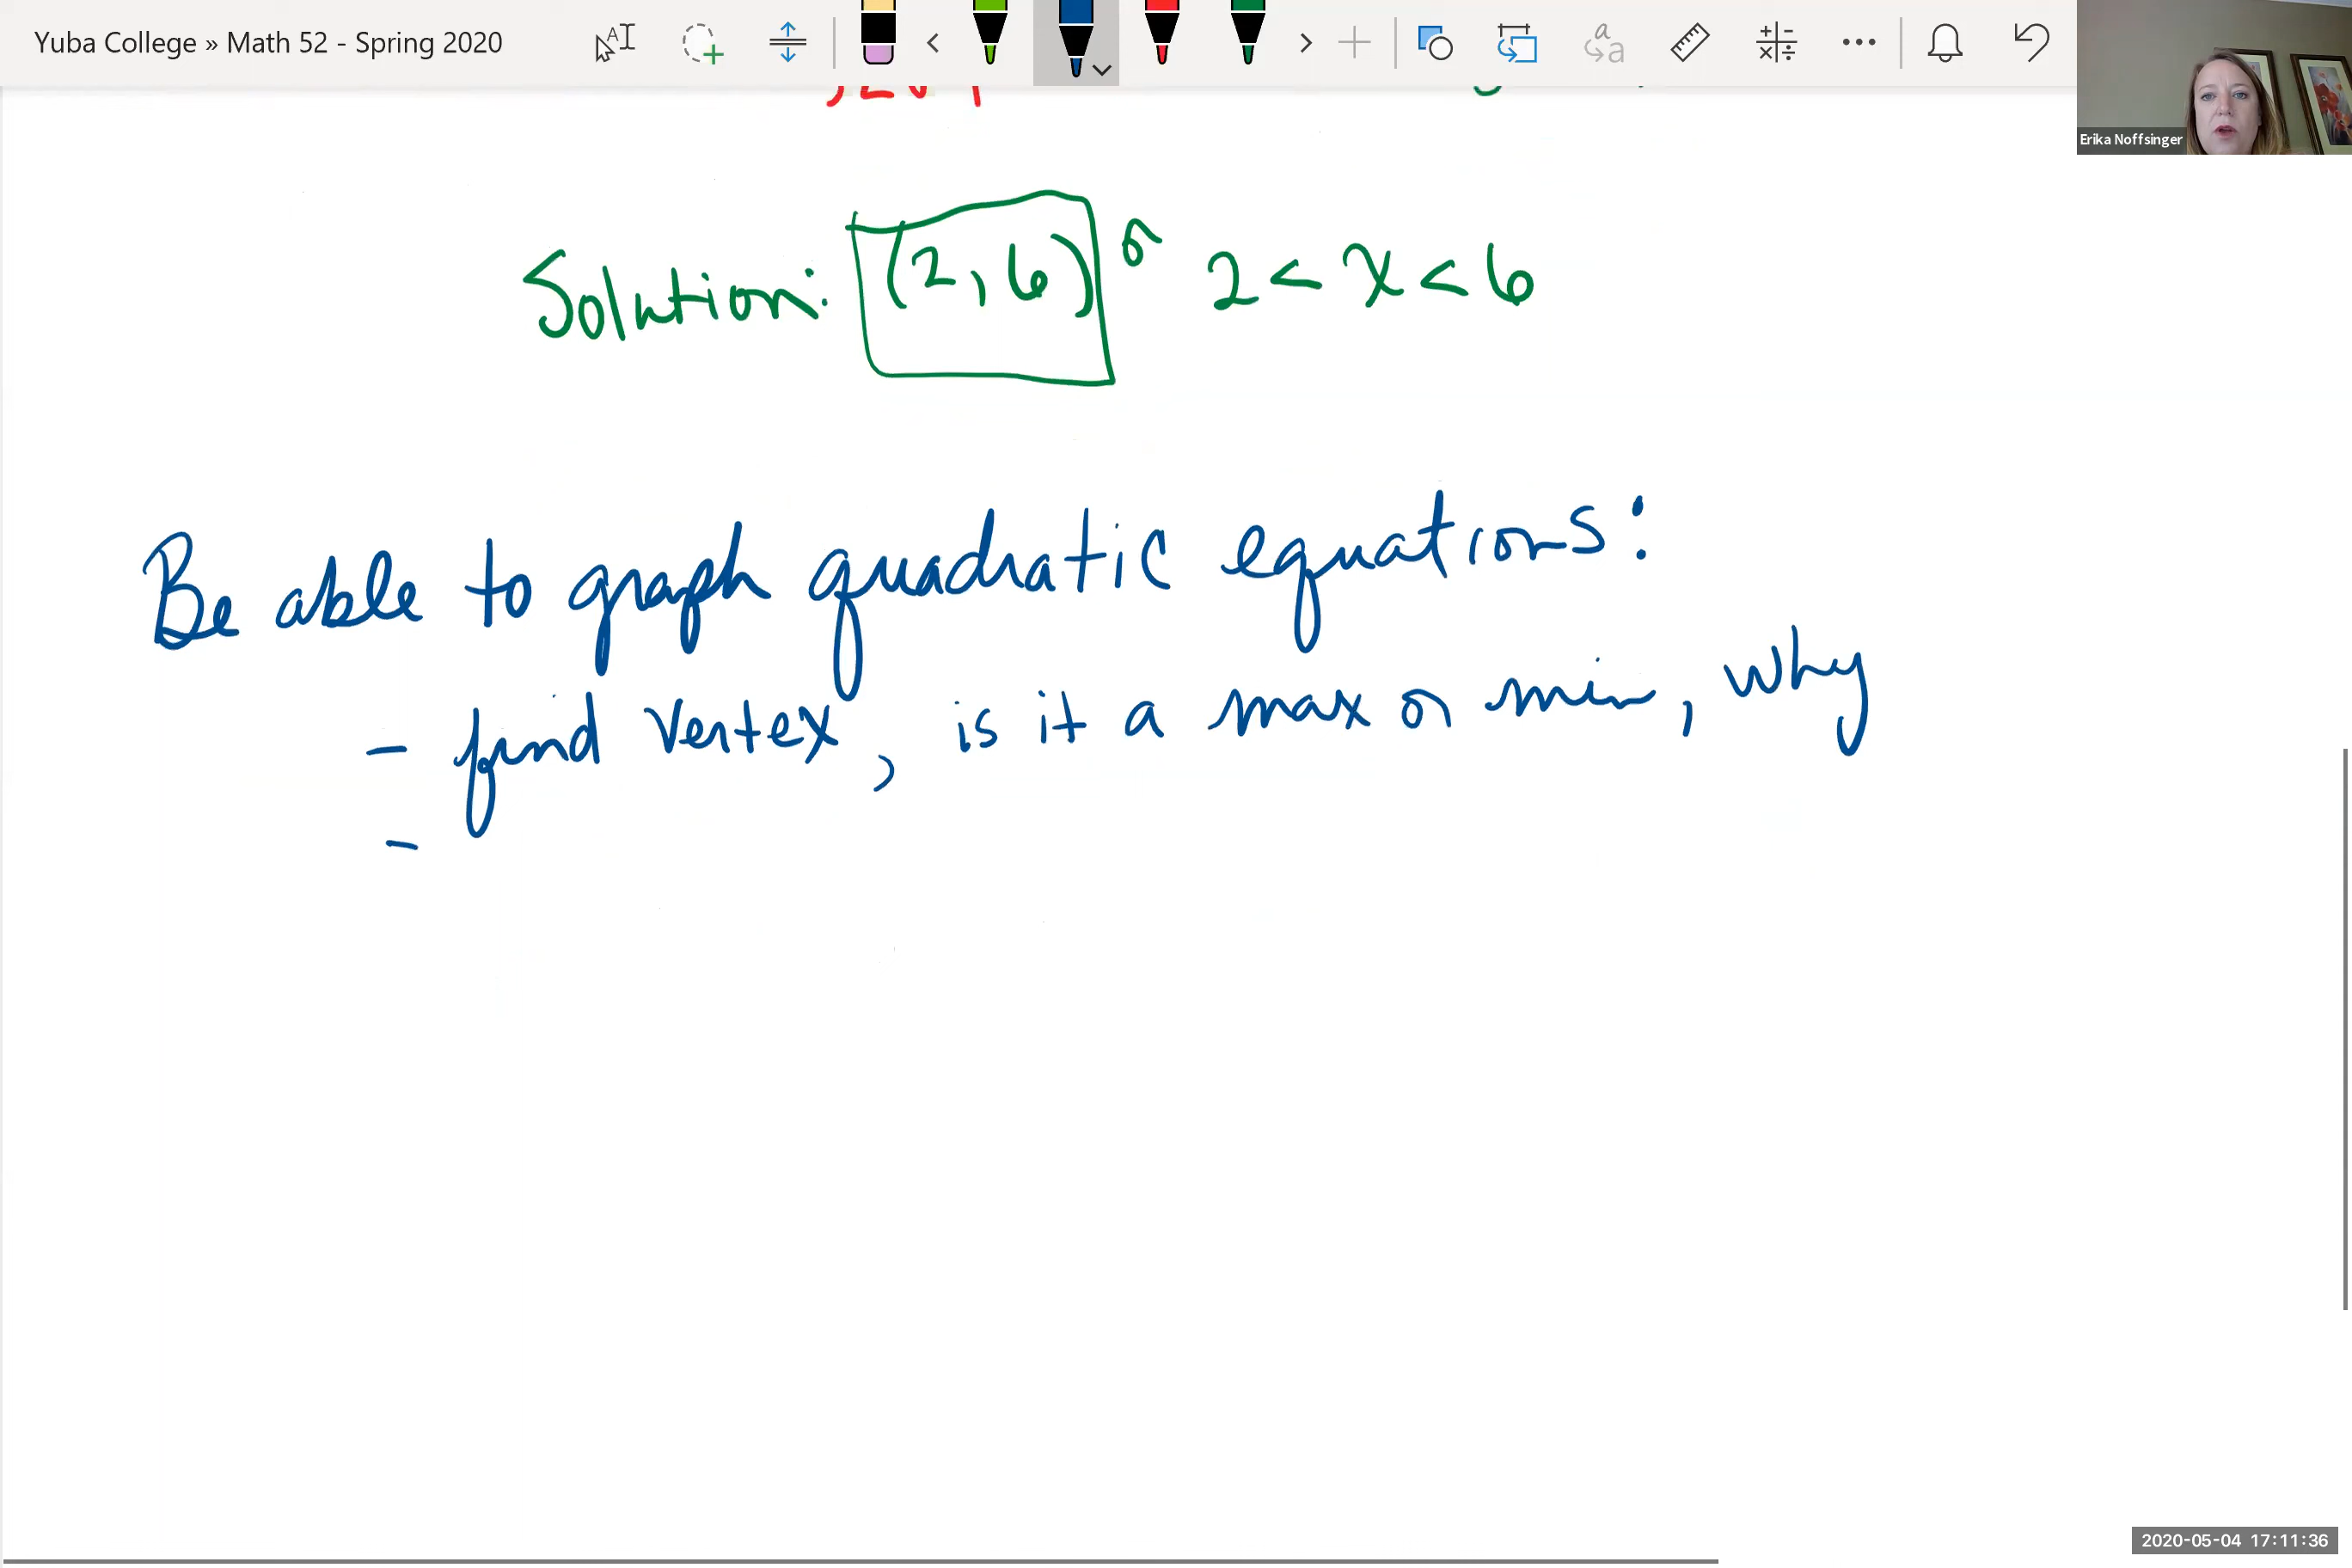 Yuba College » Math 52 - Spring 2020
Erika Noffsinger
Solution: (2, 6) or 2 < x < 6
Be able to graph quadratic equations:
- find vertex, is it a max or min, why
-
2020-05-04 17:11:36